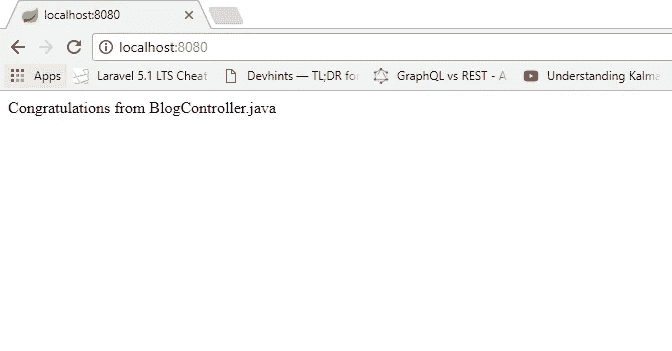 localhost:8080
localhost:8080
Apps Laravel 5.1 LTS Cheat Devhints — TL;DR for GraphQL vs REST - A Understanding Kalma
Congratulations from BlogController.java